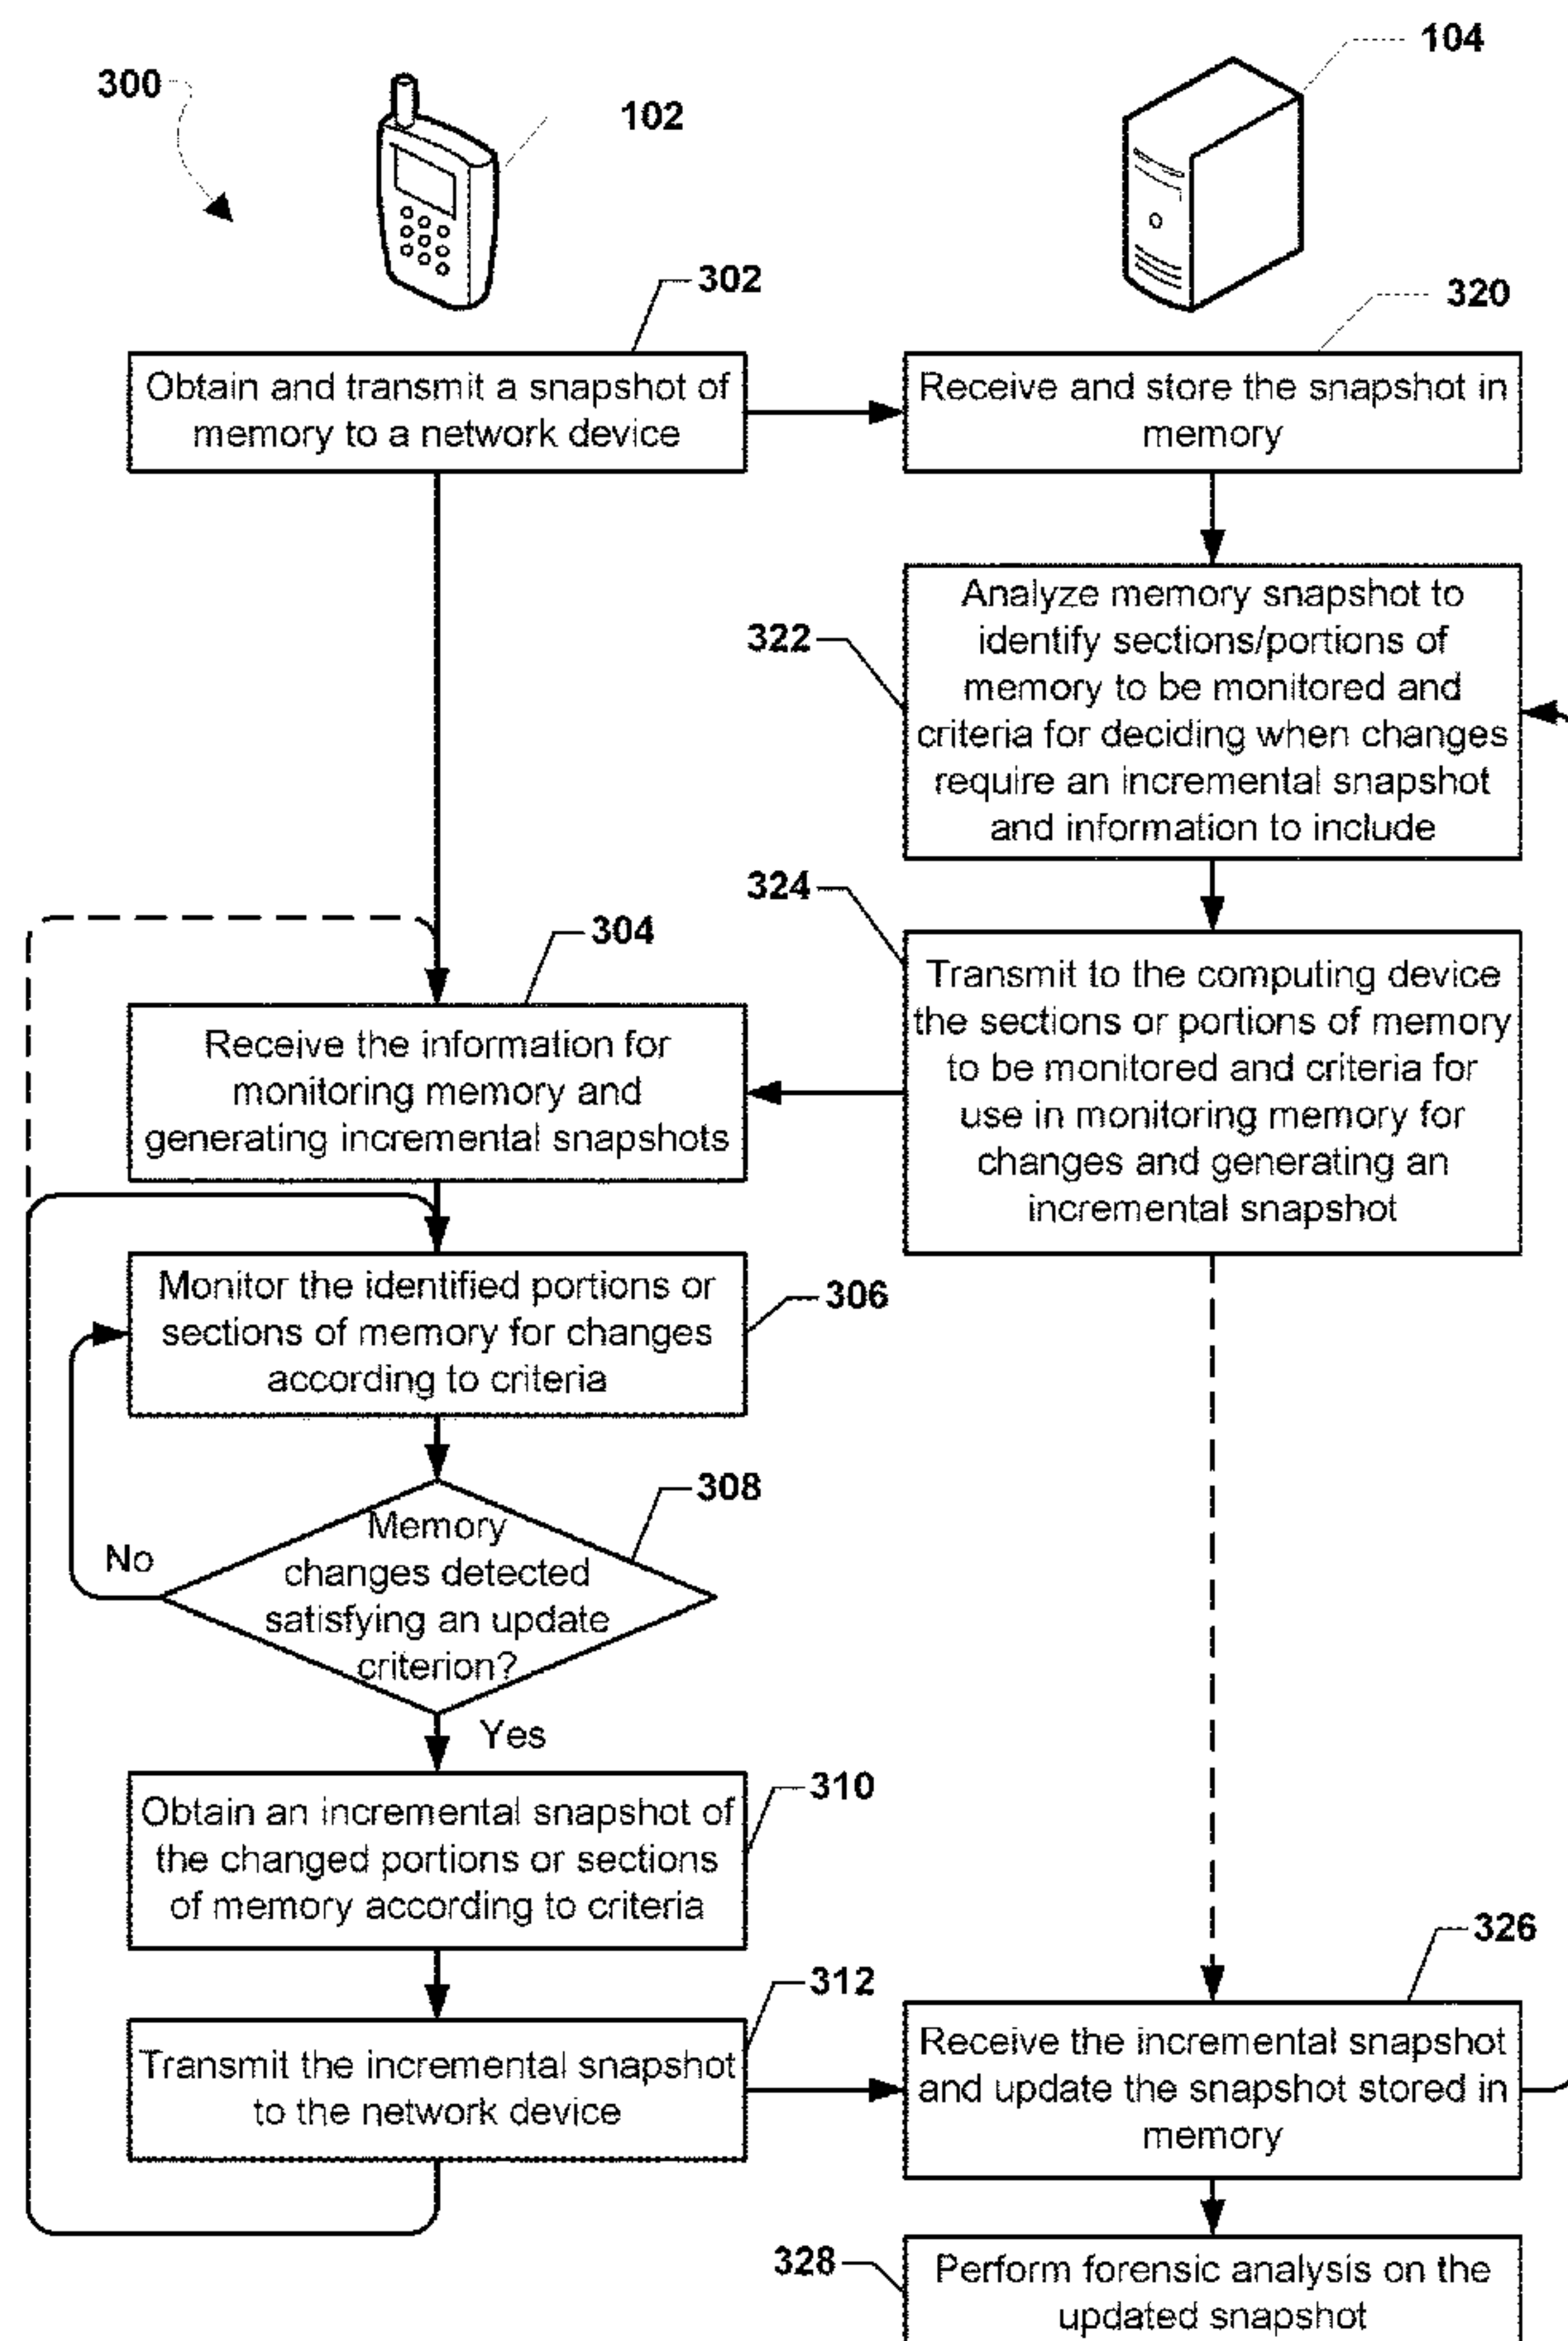 300
102
104
302
320
Obtain and transmit a snapshot of
memory to a network device
Receive and store the snapshot in
memory
322
Analyze memory snapshot to
identify sections/portions of
memory to be monitored and
criteria for deciding when changes
require an incremental snapshot
and information to include
324
Transmit to the computing device
the sections or portions of memory
to be monitored and criteria for
use in monitoring memory for
changes and generating an
incremental snapshot
304
Receive the information for
monitoring memory and
generating incremental snapshots
Monitor the identified portions or
sections of memory for changes
according to criteria
306
308
Memory
changes detected
satisfying an update
criterion?
No
Yes
310
Obtain an incremental snapshot of
the changed portions or sections
of memory according to criteria
312
Transmit the incremental snapshot
to the network device
326
Receive the incremental snapshot
and update the snapshot stored in
memory
328
Perform forensic analysis on the
updated snapshot